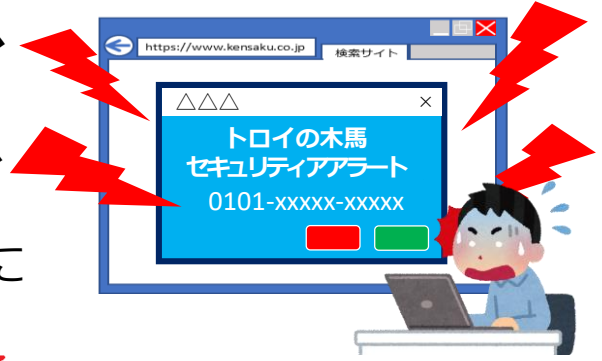 https://www.kensaku.co.jp
検索サイト
△△△ ×
トロイの木馬
セキュリティアアラート
0101-xxxxx-xxxxx
に